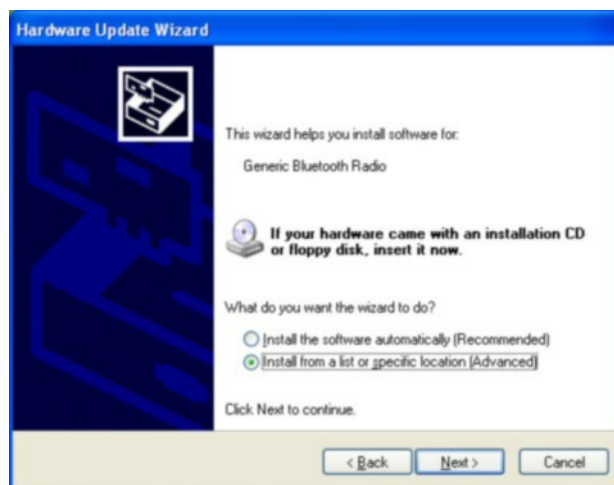 Hardware Update Wizard
This wizard helps you install software for:
Generic Bluetooth Radio
If your hardware came with an installation CD
or floppy disk, insert it now.
What do you want the wizard to do?
Install the software automatically (Recommended)
Install from a list or specific location (Advanced)
Click Next to continue.
< Back Next > Cancel